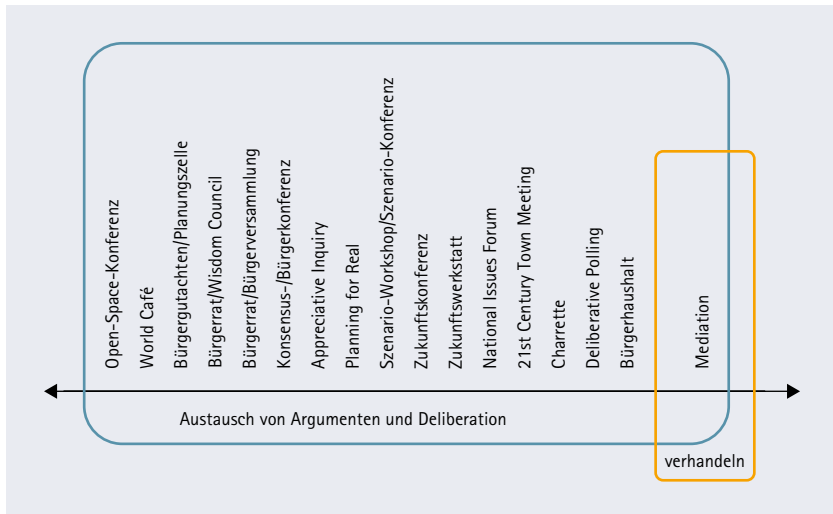 Open-Space-Konferenz
World Café
Bürgergutachten/Planungszelle
Bürgerrat/Wisdom Council
Bürgerrat/Bürgerversammlung
Konsensus-/Bürgerkonferenz
Appreciative Inquiry
Planning for Real
Szenario-Workshop/Szenario-Konferenz
Zukunftskonferenz
Zukunftswerkstatt
National Issues Forum
21st Century Town Meeting
Charrette
Deliberative Polling
Bürgerhaushalt
Mediation
Austausch von Argumenten und Deliberation
verhandeln